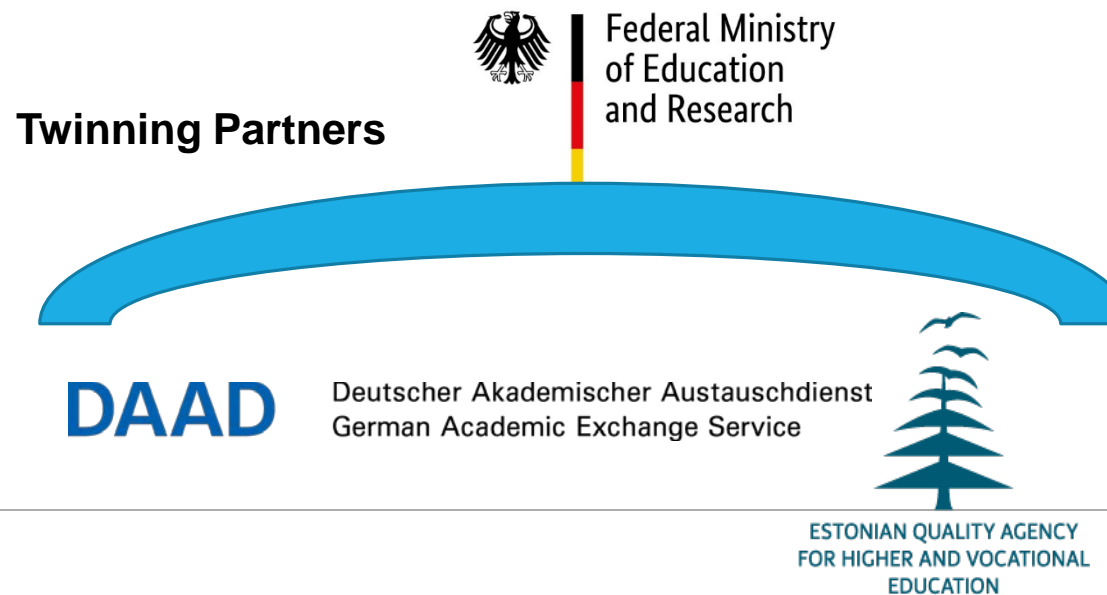 Federal Ministry
of Education
and Research
Twinning Partners
DAAD
Deutscher Akademischer Austauschdienst
German Academic Exchange Service
ESTONIAN QUALITY AGENCY
FOR HIGHER AND VOCATIONAL
EDUCATION